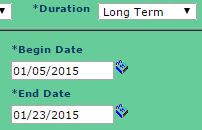 *Duration Long Term
*Begin Date
01/05/2015
*End Date
01/23/2015